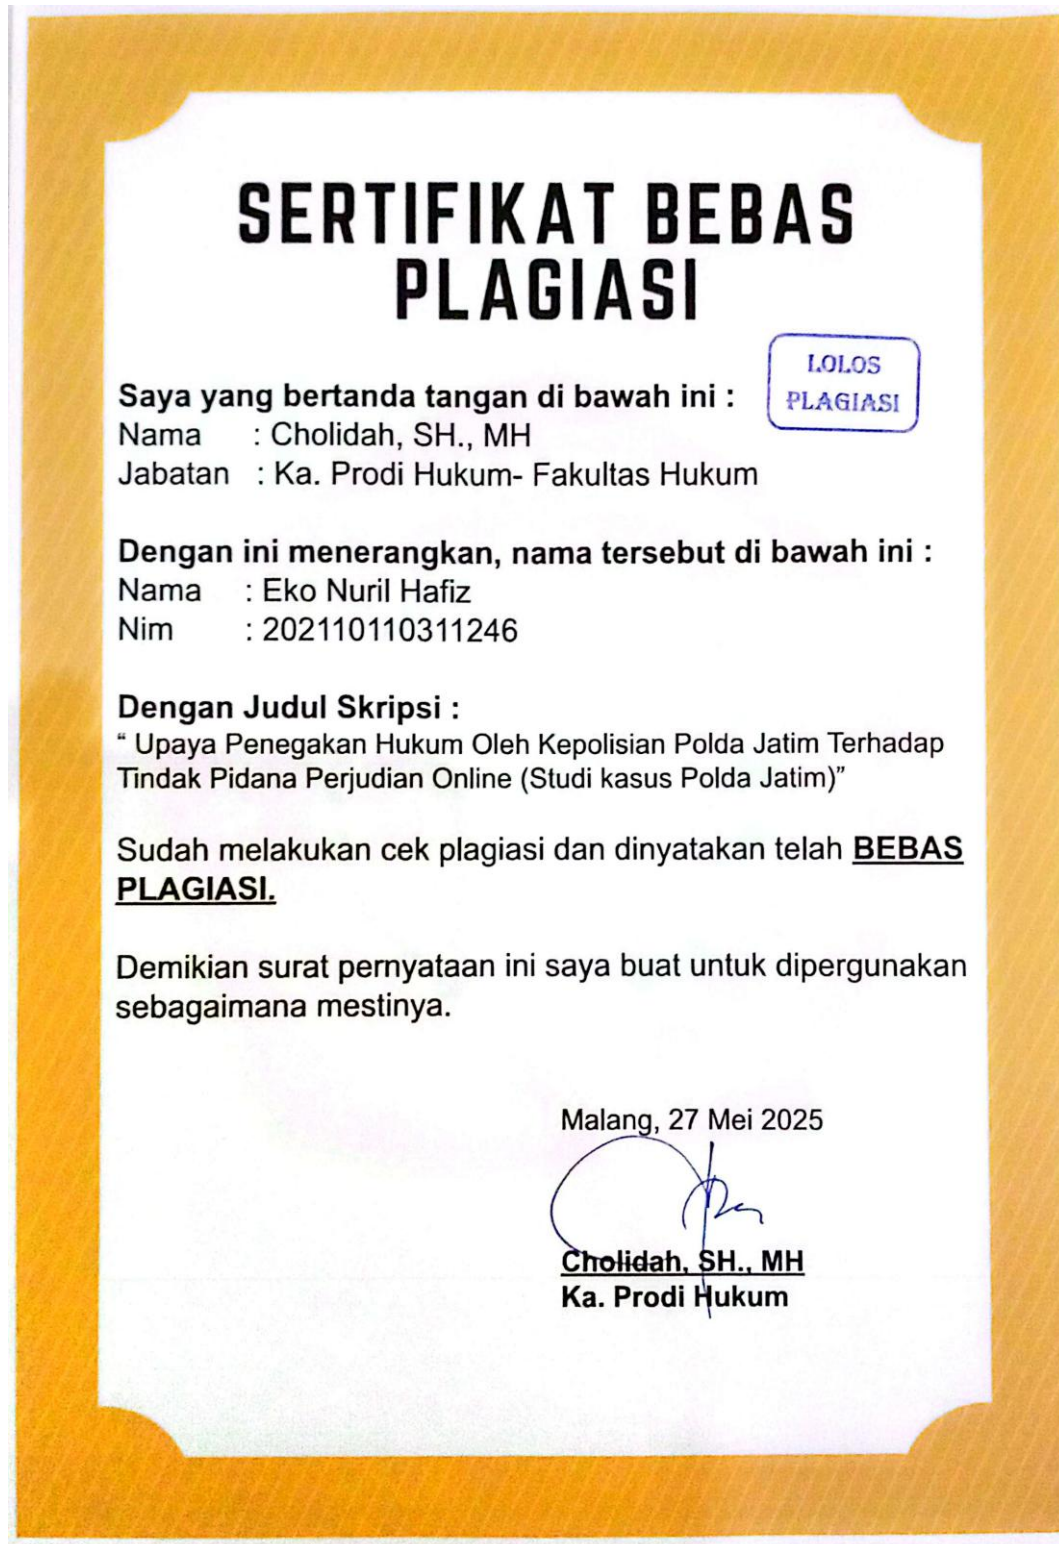 SERTIFIKAT BEBAS
PLAGIASI
LOLOS
PLAGIASI
Saya yang bertanda tangan di bawah ini :
Nama : Cholidah, SH., MH
Jabatan : Ka. Prodi Hukum- Fakultas Hukum
Dengan ini menerangkan, nama tersebut di bawah ini :
Nama : Eko Nuril Hafiz
Nim : 202110110311246
Dengan Judul Skripsi :
“ Upaya Penegakan Hukum Oleh Kepolisian Polda Jatim Terhadap
Tindak Pidana Perjudian Online (Studi kasus Polda Jatim)”
Sudah melakukan cek plagiasi dan dinyatakan telah BEBAS
PLAGIASI.
Demikian surat pernyataan ini saya buat untuk dipergunakan
sebagaimana mestinya.
Malang, 27 Mei 2025
Cholidah, SH., MH
Ka. Prodi Hukum